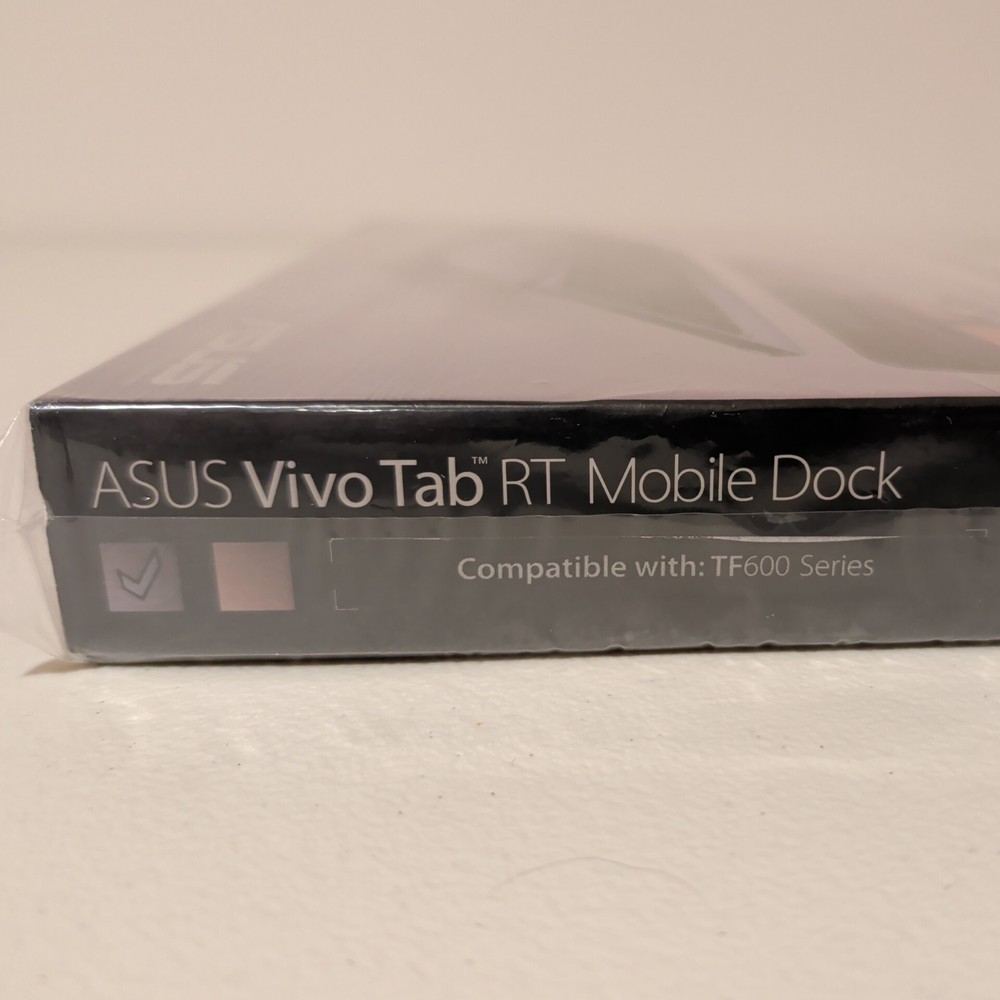 ASUS Vivo Tab™ RT Mobile Dock
Compatible with: TF600 Series